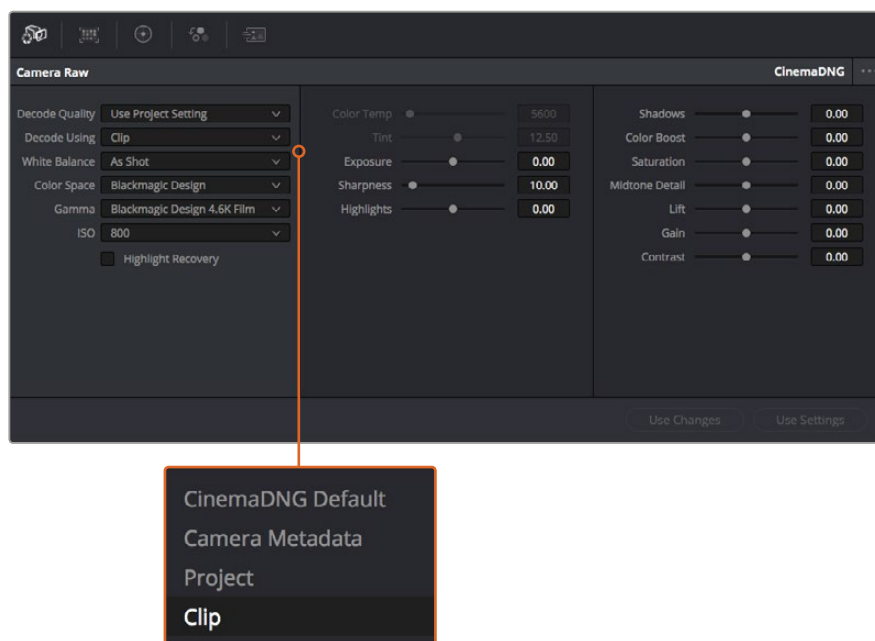 Camera Raw
CinemaDNG
Decode Quality Use Project Setting
Decode Using Clip
White Balance As Shot
Color Space Blackmagic Design
Gamma Blackmagic Design 4.6K Film
ISO 800
Highlight Recovery
Color Temp 5600
Tint 12.50
Exposure 0.00
Sharpness 10.00
Highlights 0.00
Shadows 0.00
Color Boost 0.00
Saturation 0.00
Midtone Detail 0.00
Lift 0.00
Gain 0.00
Contrast 0.00
Use Changes
Use Settings
CinemaDNG Default
Camera Metadata
Project
Clip